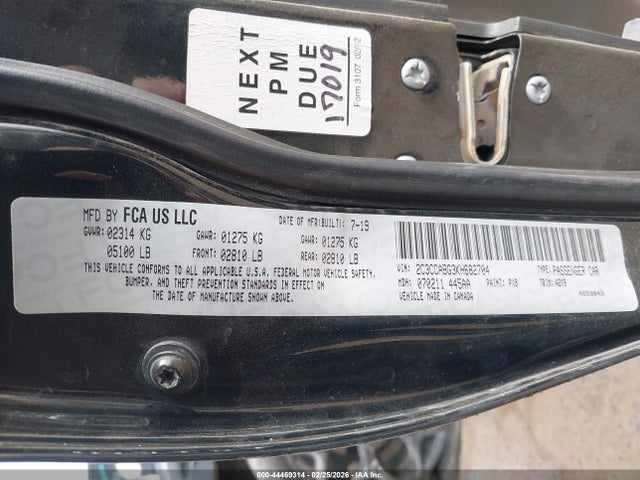 NEXT
PM
DUE
17019
Form 3107
MFD BY FCA US LLC
DATE OF MFR(BUILT): 7-19
GVWR: 02314 KG
GAWR: 01275 KG
GAWR: 01275 KG
05100 LB
FRONT: 02810 LB
REAR: 02810 LB
THIS VEHICLE CONFORMS TO ALL APPLICABLE U.S.A. FEDERAL MOTOR VEHICLE SAFETY,
BUMPER, AND THEFT PREVENTION STANDARDS IN EFFECT ON
THE DATE OF MANUFACTURE SHOWN ABOVE.
VIN: 2C3CCABG3KH682704
TYPE: PASSENGER CAR
MDH: 070211 445AA
PAINT: PXB
TRIM: A8X9
VEHICLE MADE IN CANADA
4650043
000-44469314 - 02/25/2026 - COPYRIGHT IAA, LLC